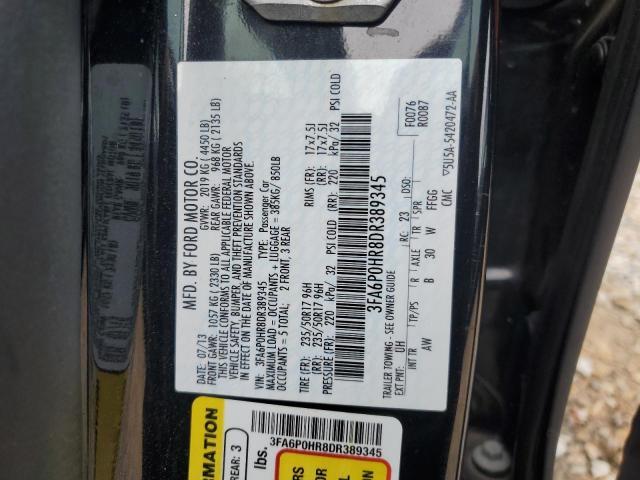 MFD. BY FORD MOTOR CO.
DATE: 07/13 GVWR: 2019 KG ( 4450 LB)
FRONT GAWR: 1057 KG ( 2330 LB) REAR GAWR: 968 KG ( 2135 LB)
THIS VEHICLE CONFORMS TO ALL APPLICABLE FEDERAL MOTOR
VEHICLE SAFETY, BUMPER, AND THEFT PREVENTION STANDARDS
IN EFFECT ON THE DATE OF MANUFACTURE SHOWN ABOVE.
VIN: 3FA6P0HR8DR389345 TYPE: Passenger Car
MAXIMUM LOAD = OCCUPANTS + LUGGAGE = 385KG/ 850LB
OCCUPANTS = 5 TOTAL: 2 FRONT, 3 REAR
TIRE (FR): 235/50R17 96H RIMS (FR): 17x7.5J
(RR): 235/50R17 96H (RR): 17x7.5J
PRESSURE (FR): 220 kPa/ 32 PSI COLD (RR): 220 kPa/ 32 PSI COLD
3FA6P0HR8DR389345
TRAILER TOWING - SEE OWNER GUIDE
F0076
R0087
EXT PNT: UH RC: 23 DSO:
INT TR TP/PS R AXLE TR SPR
AW B 30 W FFGG
CMC 5U5A-5420472-AA
RMATION
REAR: 3
lbs.
3FA6P0HR8DR389345